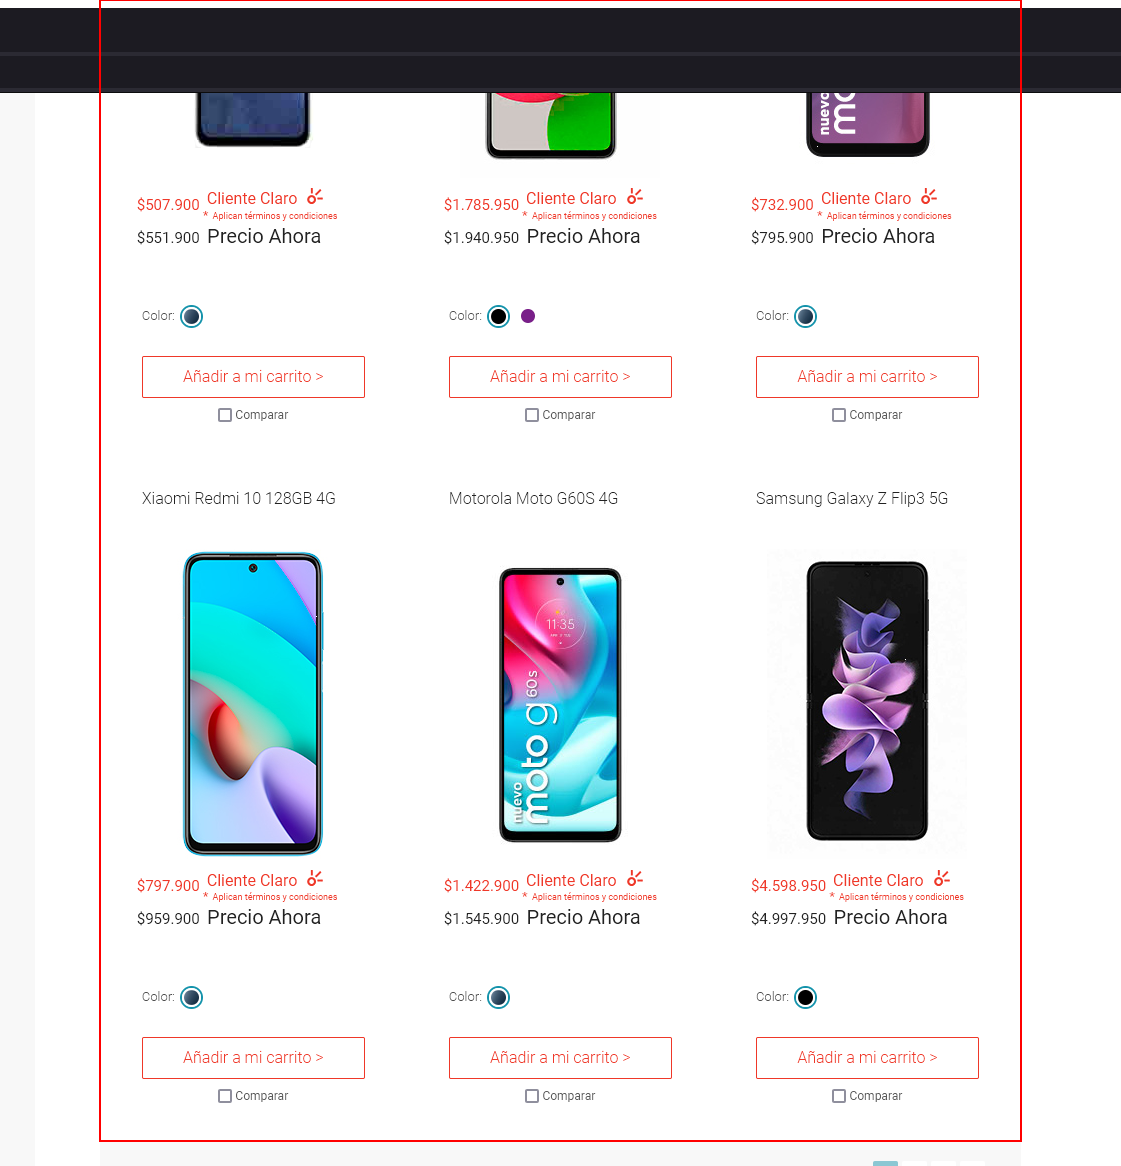 nuevo
mo
$507.900 Cliente Claro
* Aplican términos y condiciones
$551.900 Precio Ahora
$1.785.950 Cliente Claro
* Aplican términos y condiciones
$1.940.950 Precio Ahora
$732.900 Cliente Claro
* Aplican términos y condiciones
$795.900 Precio Ahora
Color:
Color:
Color:
Añadir a mi carrito >
Añadir a mi carrito >
Añadir a mi carrito >
Comparar
Comparar
Comparar
Xiaomi Redmi 10 128GB 4G
Motorola Moto G60S 4G
Samsung Galaxy Z Flip3 5G
11:35
nuevo
moto g 60s
$797.900 Cliente Claro
* Aplican términos y condiciones
$959.900 Precio Ahora
$1.422.900 Cliente Claro
* Aplican términos y condiciones
$1.545.900 Precio Ahora
$4.598.950 Cliente Claro
* Aplican términos y condiciones
$4.997.950 Precio Ahora
Color:
Color:
Color:
Añadir a mi carrito >
Añadir a mi carrito >
Añadir a mi carrito >
Comparar
Comparar
Comparar